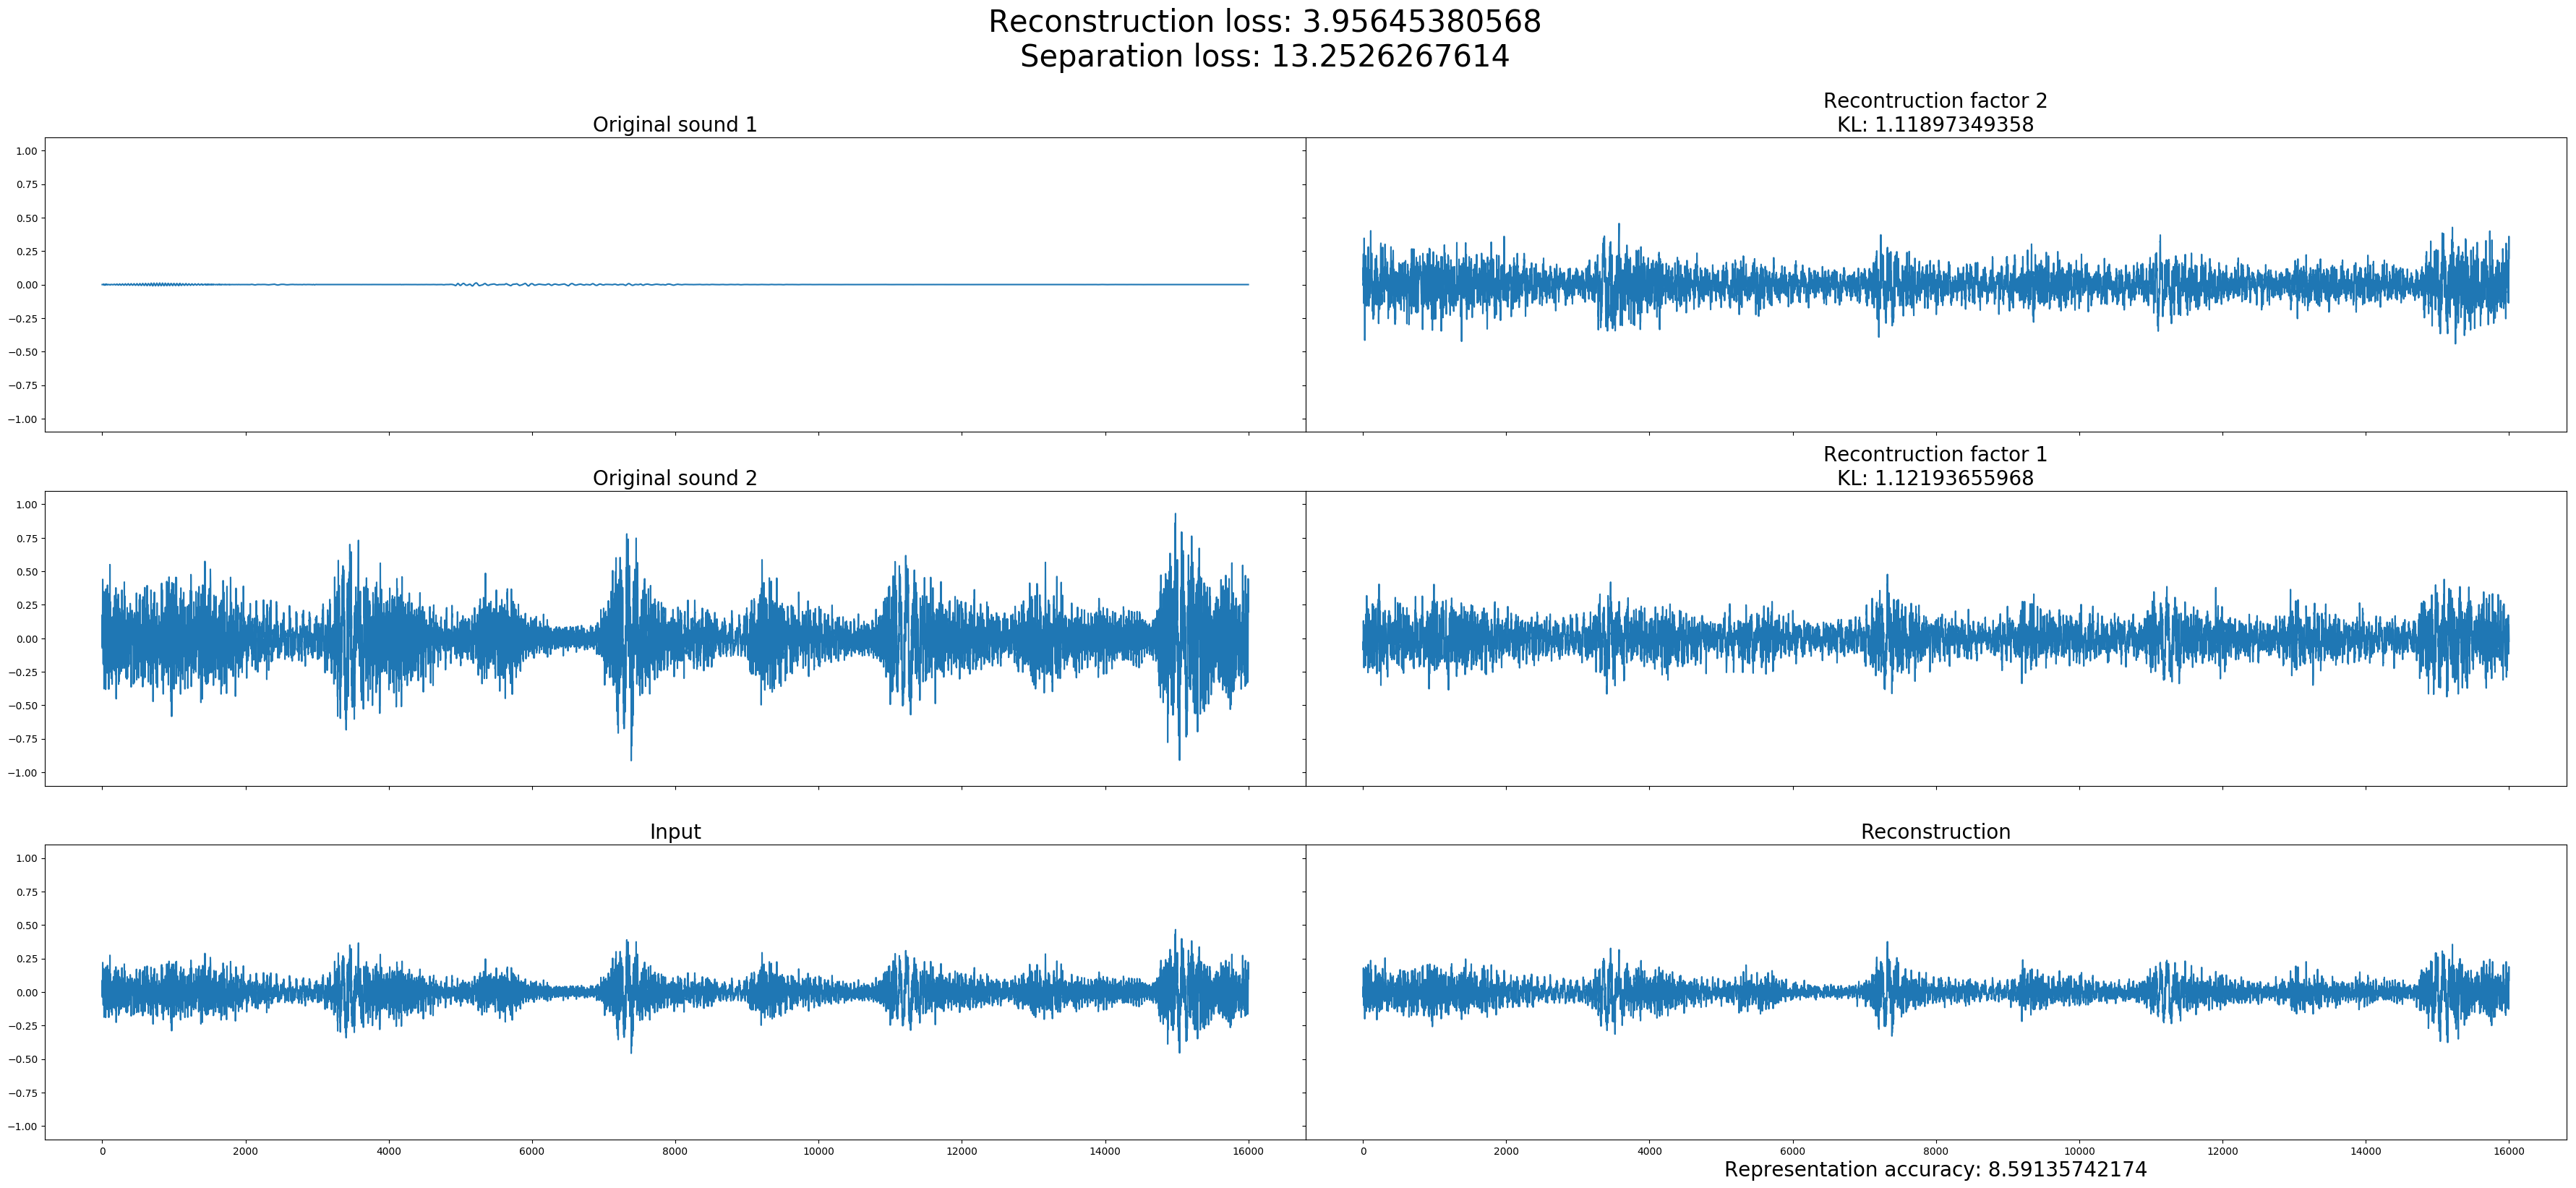 Reconstruction loss: 3.95645380568
Separation loss: 13.2526267614
Original sound 1
1.00
0.75
0.50
0.25
0.00
−0.25
−0.50
−0.75
−1.00
Recontruction factor 2
KL: 1.11897349358
Original sound 2
1.00
0.75
0.50
0.25
0.00
−0.25
−0.50
−0.75
−1.00
Recontruction factor 1
KL: 1.12193655968
Input
1.00
0.75
0.50
0.25
0.00
−0.25
−0.50
−0.75
−1.00
0 2000 4000 6000 8000 10000 12000 14000 16000
Reconstruction
0 2000 4000 6000 8000 10000 12000 14000 16000
Representation accuracy: 8.59135742174